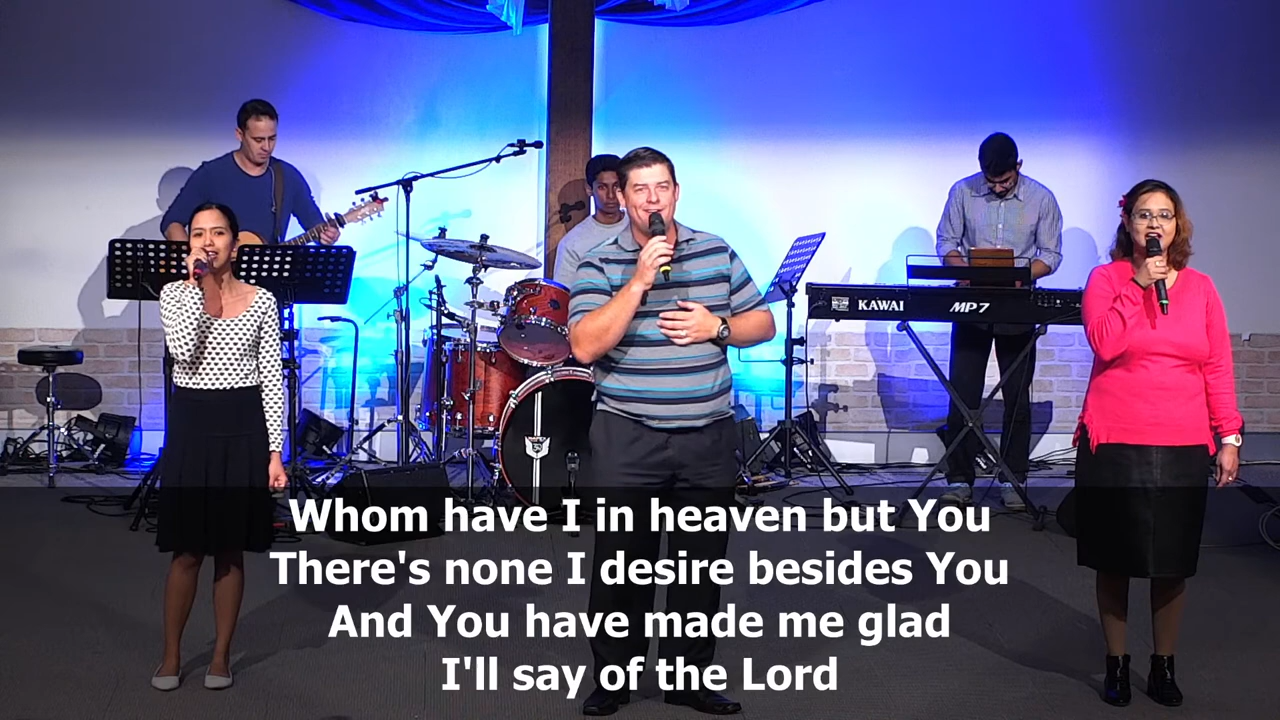 KAWAI MP7
Whom have I in heaven but You
There's none I desire besides You
And You have made me glad
I'll say of the Lord